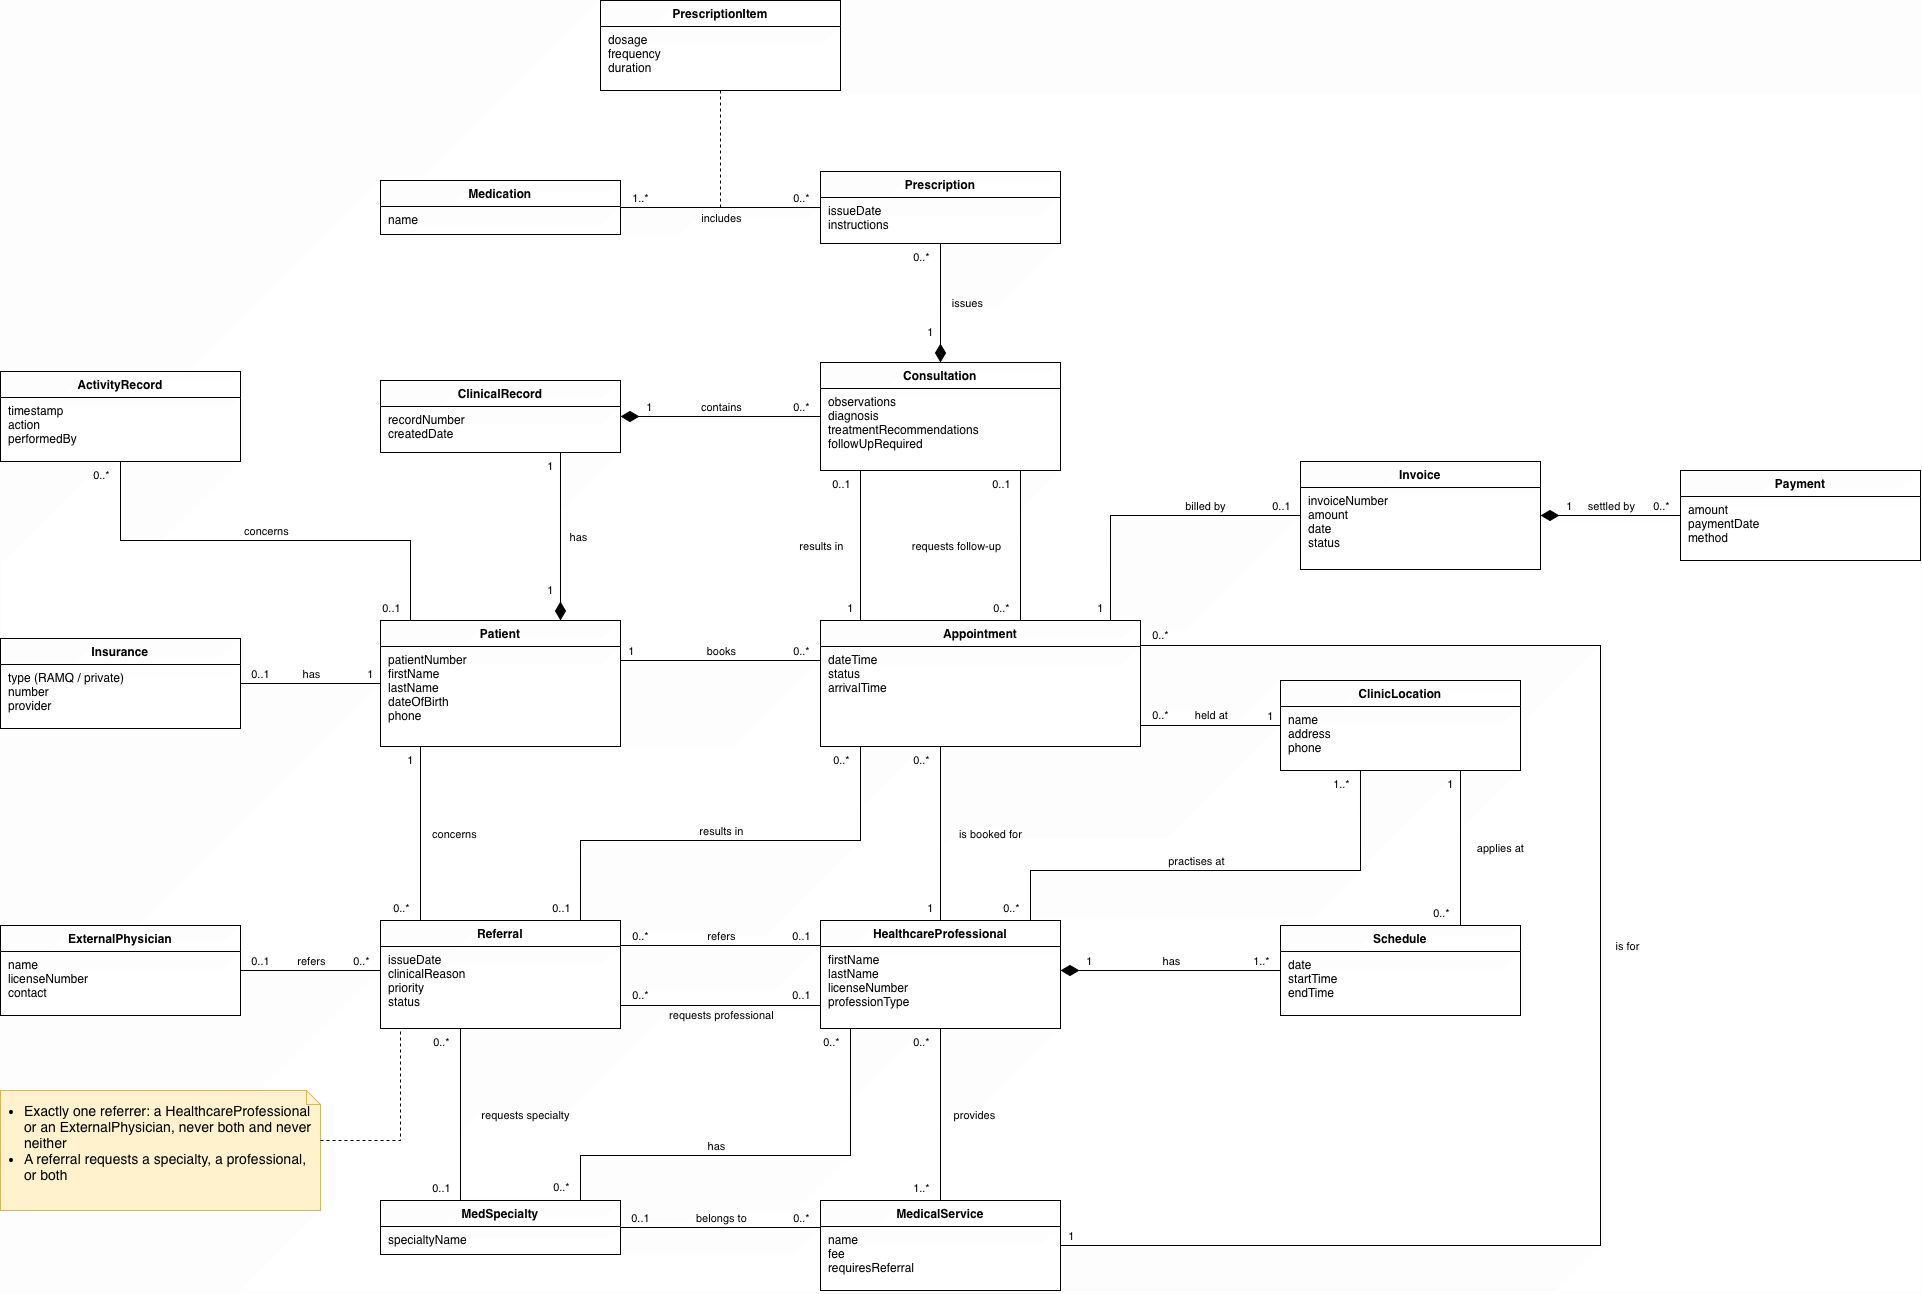 PrescriptionItem
dosage
frequency
duration
Medication
name
1..*
includes
0..*
Prescription
issueDate
instructions
0..*
issues
1
ActivityRecord
timestamp
action
performedBy
0..*
concerns
0..1
ClinicalRecord
recordNumber
createdDate
1
contains
0..*
1
has
1
Consultation
observations
diagnosis
treatmentRecommendations
followUpRequired
0..1
results in
1
0..1
requests follow-up
0..*
Invoice
invoiceNumber
amount
date
status
billed by
0..1
1
1
settled by
0..*
Payment
amount
paymentDate
method
Insurance
type (RAMQ / private)
number
provider
0..1
has
1
Patient
patientNumber
firstName
lastName
dateOfBirth
phone
1
books
0..*
Appointment
dateTime
status
arrivalTime
0..*
0..*
held at
1
ClinicLocation
name
address
phone
1
concerns
0..*
0..*
results in
0..1
0..*
is booked for
1
1..*
practises at
0..*
1
applies at
0..*
is for
ExternalPhysician
name
licenseNumber
contact
0..1
refers
0..*
Referral
issueDate
clinicalReason
priority
status
0..*
refers
0..1
0..*
requests professional
0..1
HealthcareProfessional
firstName
lastName
licenseNumber
professionType
1
has
1..*
Schedule
date
startTime
endTime
• Exactly one referrer: a HealthcareProfessional
or an ExternalPhysician, never both and never
neither
• A referral requests a specialty, a professional,
or both
0..*
requests specialty
0..1
0..*
has
0..*
0..*
provides
1..*
MedSpecialty
specialtyName
0..1
belongs to
0..*
MedicalService
name
fee
requiresReferral
1